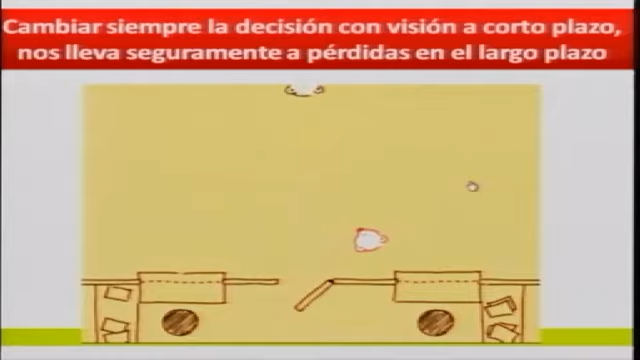 Cambiar siempre la decisión con visión a corto plazo,
nos lleva seguramente a pérdidas en el largo plazo